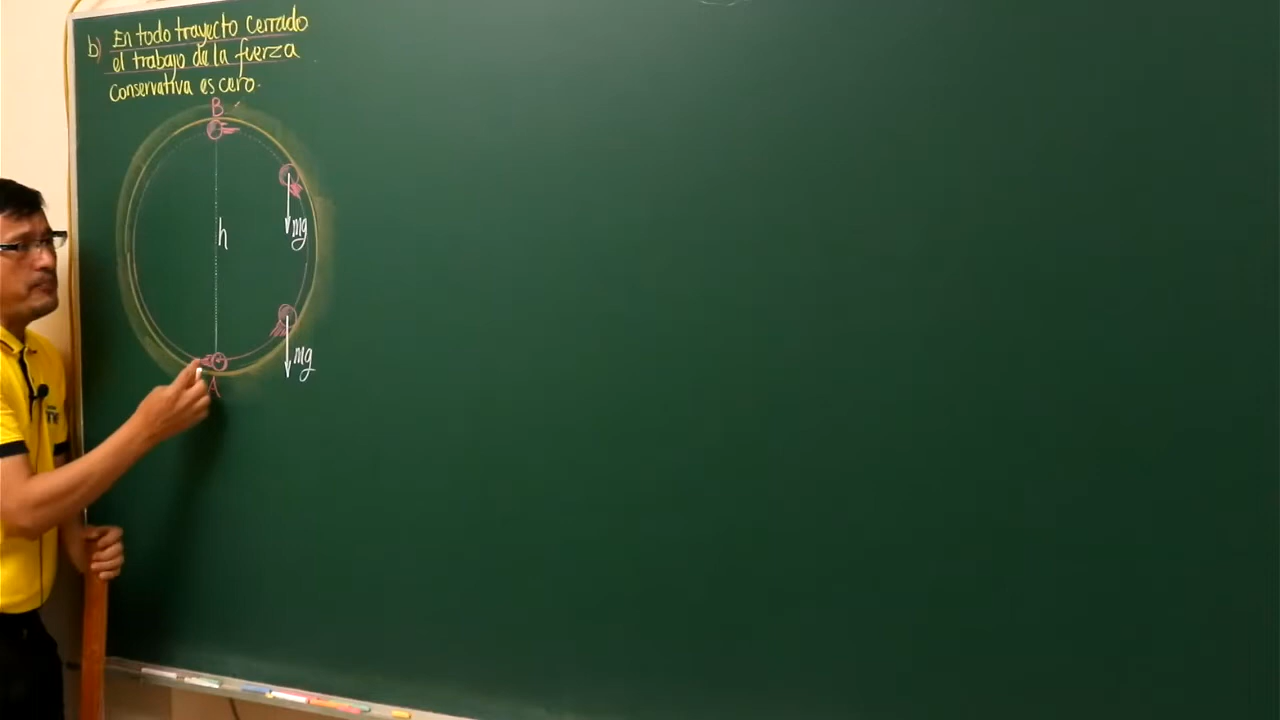 b) En todo trayecto cerrado
el trabajo de la fuerza
conservativa es cero.
B
mg
h
mg
A